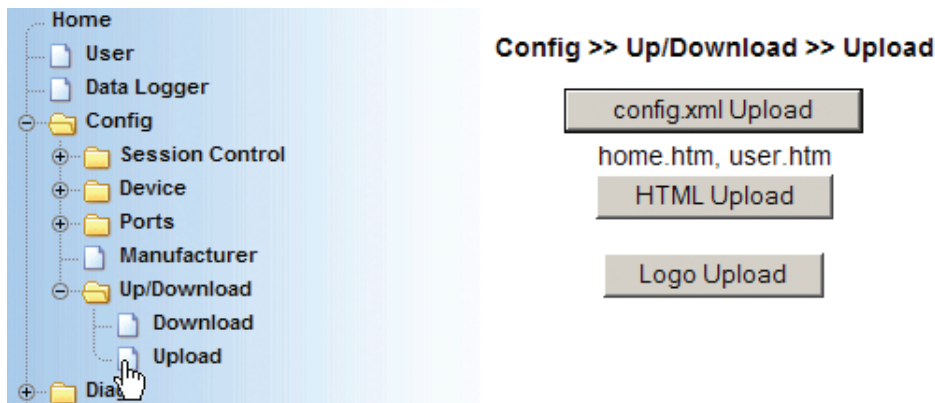 Home
User
Data Logger
Config
Session Control
Device
Ports
Manufacturer
Up/Download
Download
Upload
Config >> Up/Download >> Upload
config.xml Upload
home.htm, user.htm
HTML Upload
Logo Upload